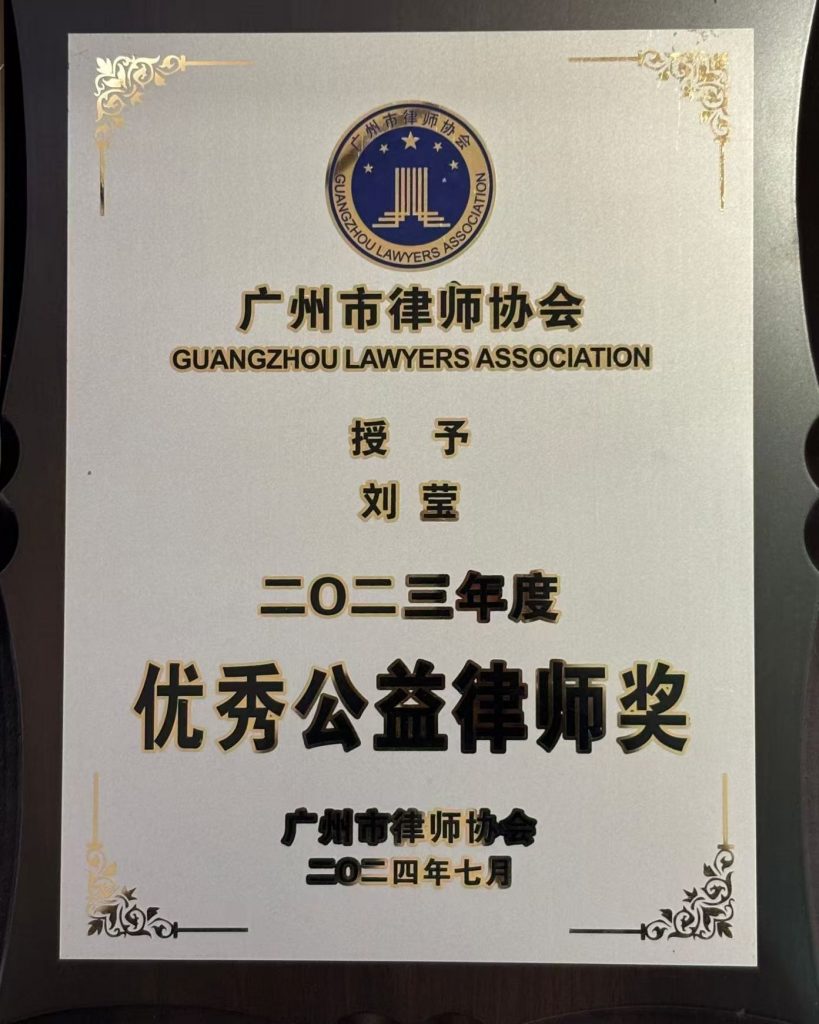 广州市律师协会
GUANGZHOU LAWYERS ASSOCIATION
广州市律师协会
GUANGZHOU LAWYERS ASSOCIATION
授 予
刘 莹
二〇二三年度
优秀公益律师奖
广州市律师协会
二〇二四年七月